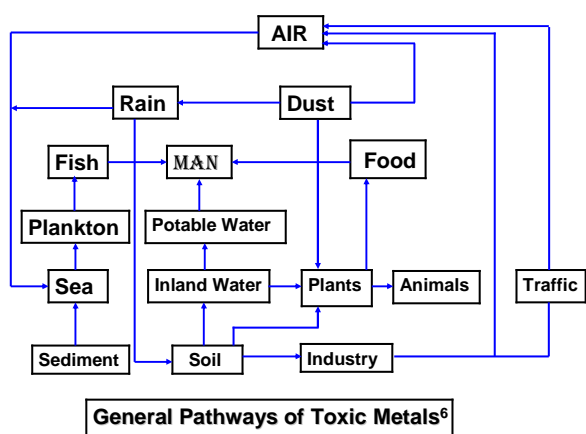 AIR
Rain
Dust
Fish
MAN
Food
Plankton
Potable Water
Sea
Inland Water
Plants
Animals
Traffic
Sediment
Soil
Industry
General Pathways of Toxic Metals⁶